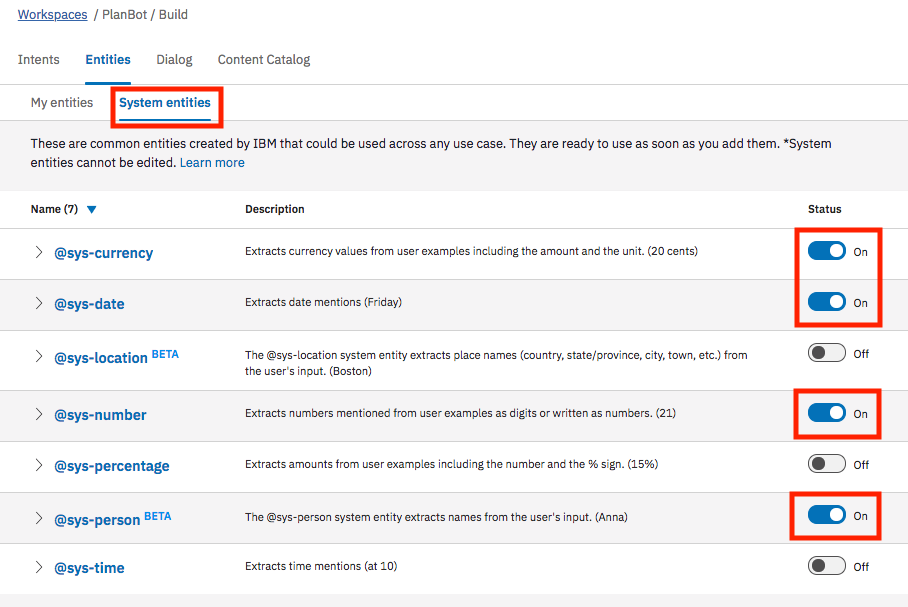 Workspaces / PlanBot / Build
Intents Entities Dialog Content Catalog
My entities System entities
These are common entities created by IBM that could be used across any use case. They are ready to use as soon as you add them. *System
entities cannot be edited. Learn more
Name (7) Description Status
@sys-currency Extracts currency values from user examples including the amount and the unit. (20 cents) On
@sys-date Extracts date mentions (Friday) On
@sys-location BETA The @sys-location system entity extracts place names (country, state/province, city, town, etc.) from Off
the user's input. (Boston)
@sys-number Extracts numbers mentioned from user examples as digits or written as numbers. (21) On
@sys-percentage Extracts amounts from user examples including the number and the % sign. (15%) Off
@sys-person BETA The @sys-person system entity extracts names from the user's input. (Anna) On
@sys-time Extracts time mentions (at 10) Off